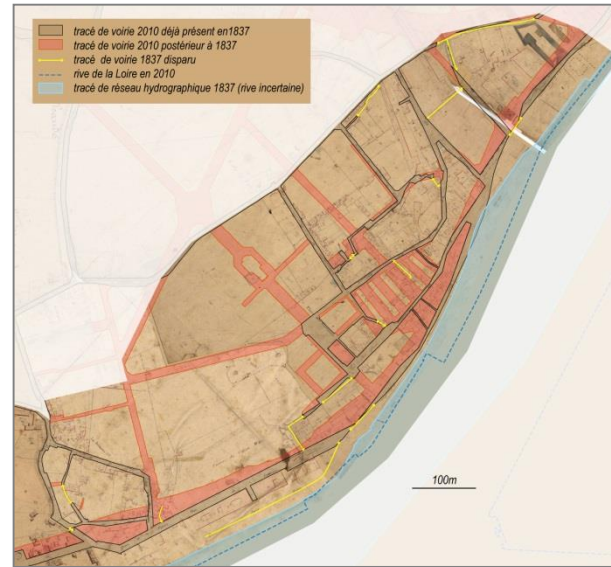 tracé de voirie 2010 déjà présent en1837
tracé de voirie 2010 postérieur à 1837
tracé de voirie 1837 disparu
rive de la Loire en 2010
tracé de réseau hydrographique 1837 (rive incertaine)
100m